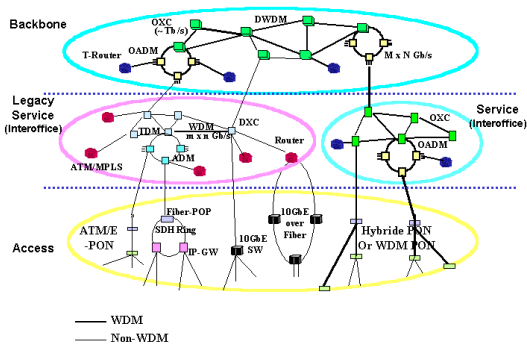 Backbone
OXC
(~ Tb/s)
DWDM
T-Router
OADM
M x N Gb/s
Legacy
Service
(Interoffice)
TDM
WDM
m x n Gb/s
DXC
Router
ADM
ATM/MPLS
Service
(Interoffice)
OXC
OADM
Access
ATM/E
-PON
Fiber-POP
SDH Ring
IP-GW
10GbE
SW
10GbE
over
Fiber
Hybride PON
Or WDM PON
WDM
Non-WDM